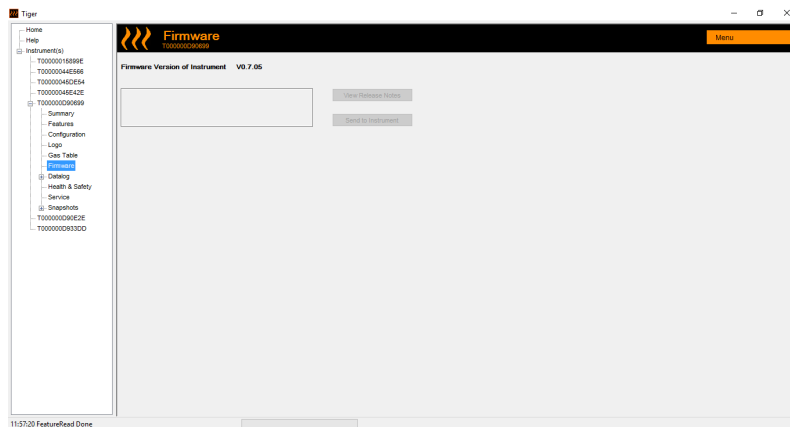 Tiger
Home
Help
Instrument(s)
T00000015899E
T00000044E566
T00000045DE54
T00000045E42E
T000000D90699
Summary
Features
Configuration
Logo
Gas Table
Firmware
Datalog
Health & Safety
Service
Snapshots
T000000D90E2E
T000000D933DD
Firmware
T000000D90699
Menu
Firmware Version of Instrument V0.7.05
View Release Notes
Send to Instrument
11:57:20 FeatureRead Done